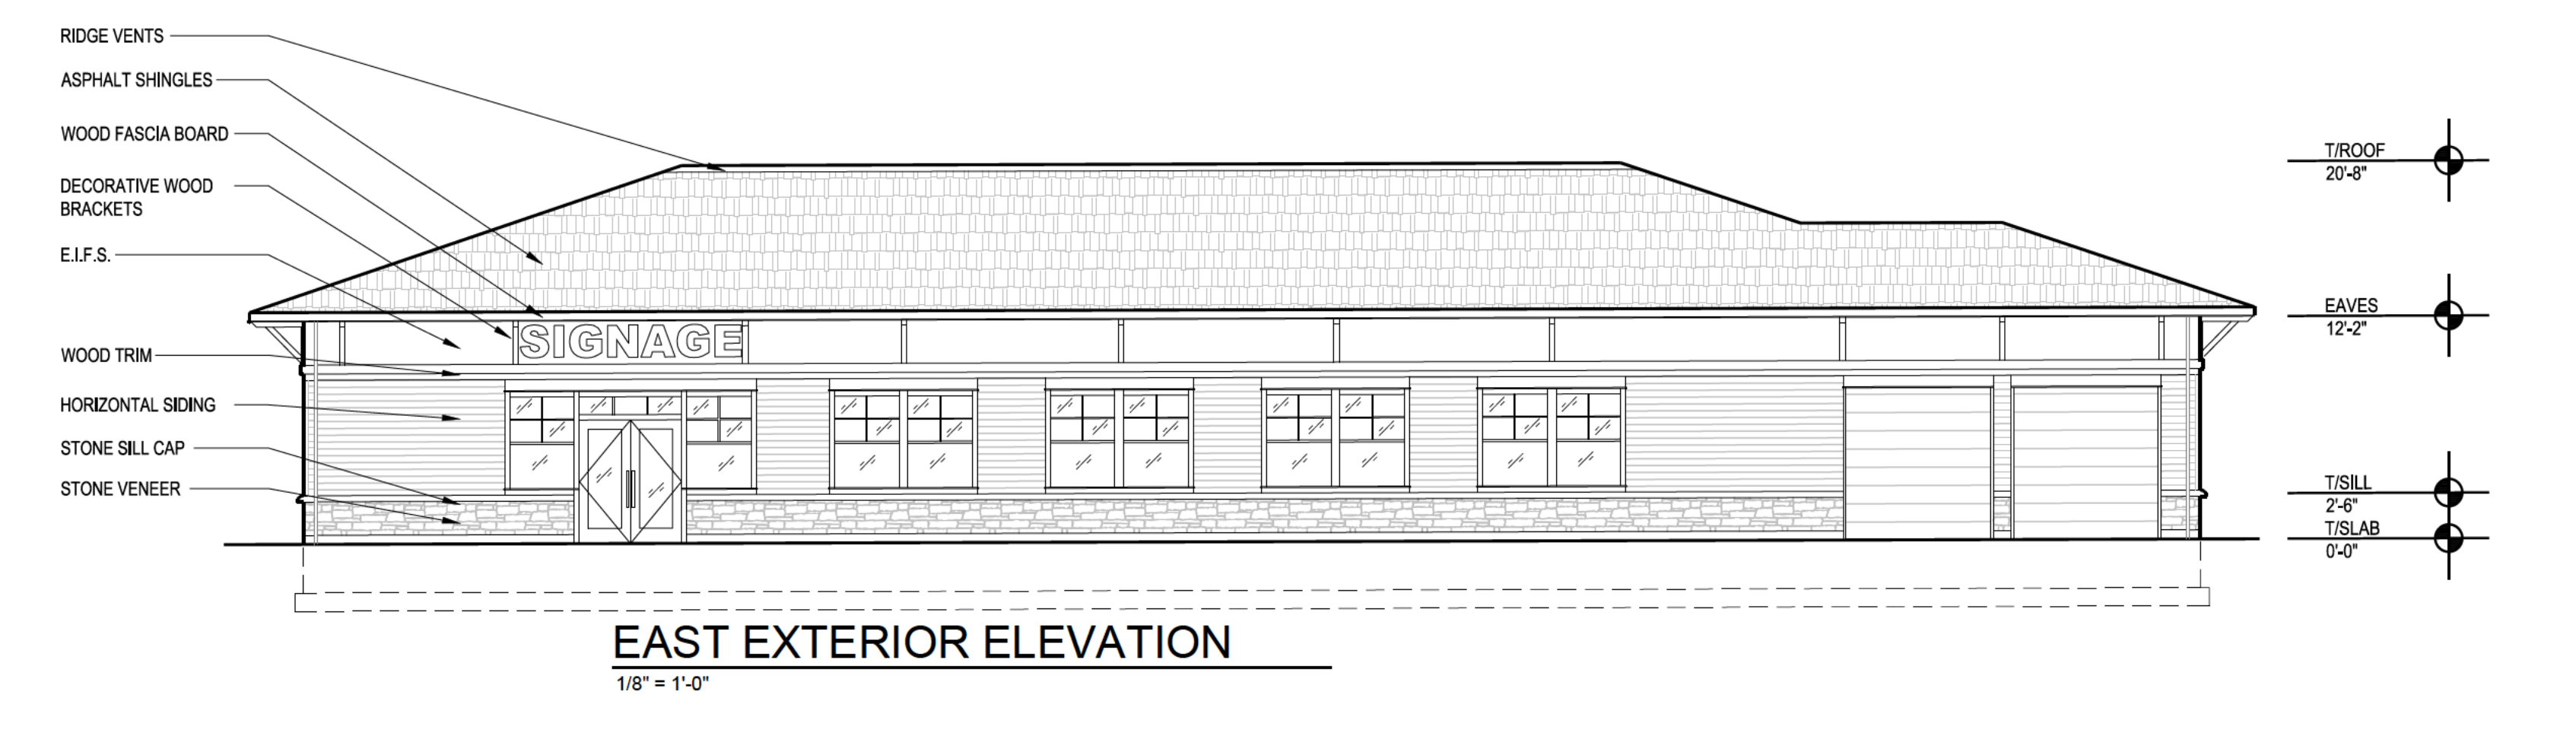 RIDGE VENTS
ASPHALT SHINGLES
WOOD FASCIA BOARD
DECORATIVE WOOD
BRACKETS
E.I.F.S.
WOOD TRIM
HORIZONTAL SIDING
STONE SILL CAP
STONE VENEER
SIGNAGE
T/ROOF
20'-8"
EAVES
12'-2"
T/SILL
2'-6"
T/SLAB
0'-0"
EAST EXTERIOR ELEVATION
1/8" = 1'-0"